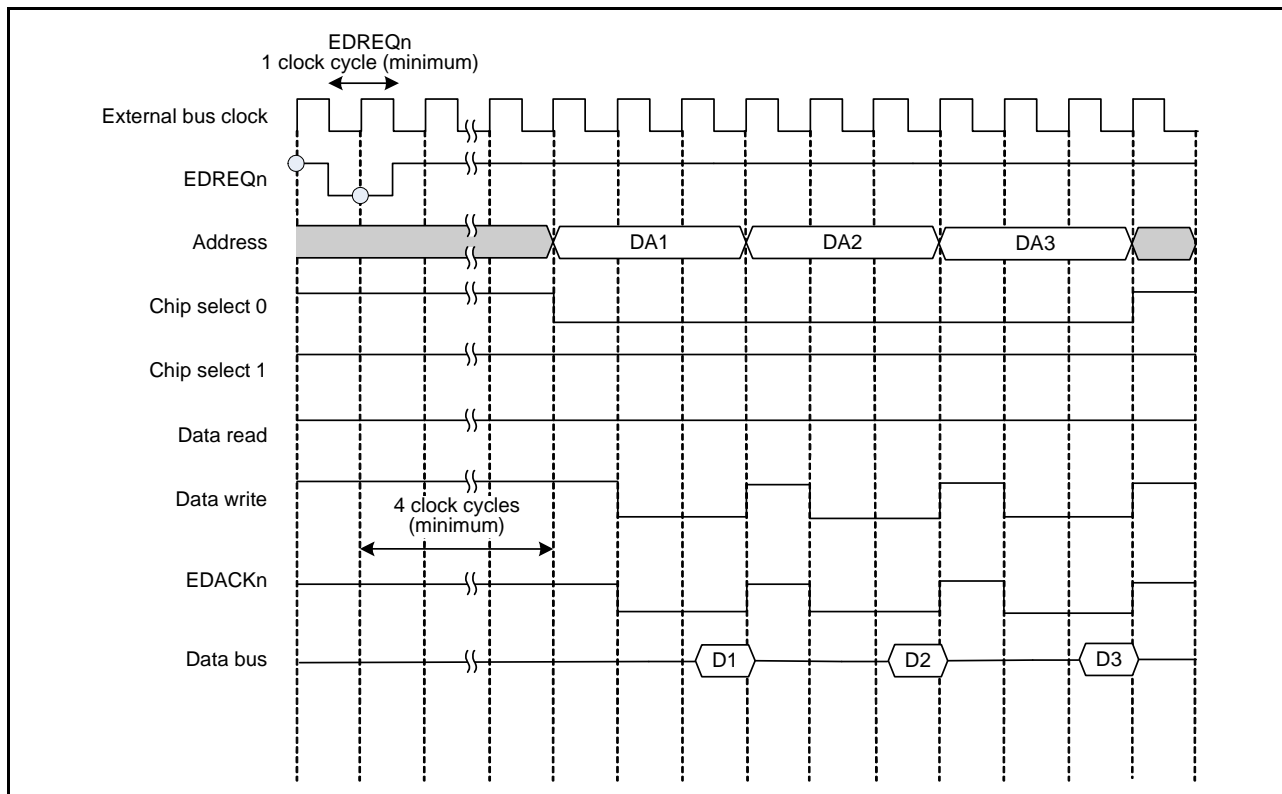 EDREQn
1 clock cycle (minimum)
External bus clock
EDREQn
Address
DA1
DA2
DA3
Chip select 0
Chip select 1
Data read
Data write
4 clock cycles
(minimum)
EDACKn
Data bus
D1
D2
D3